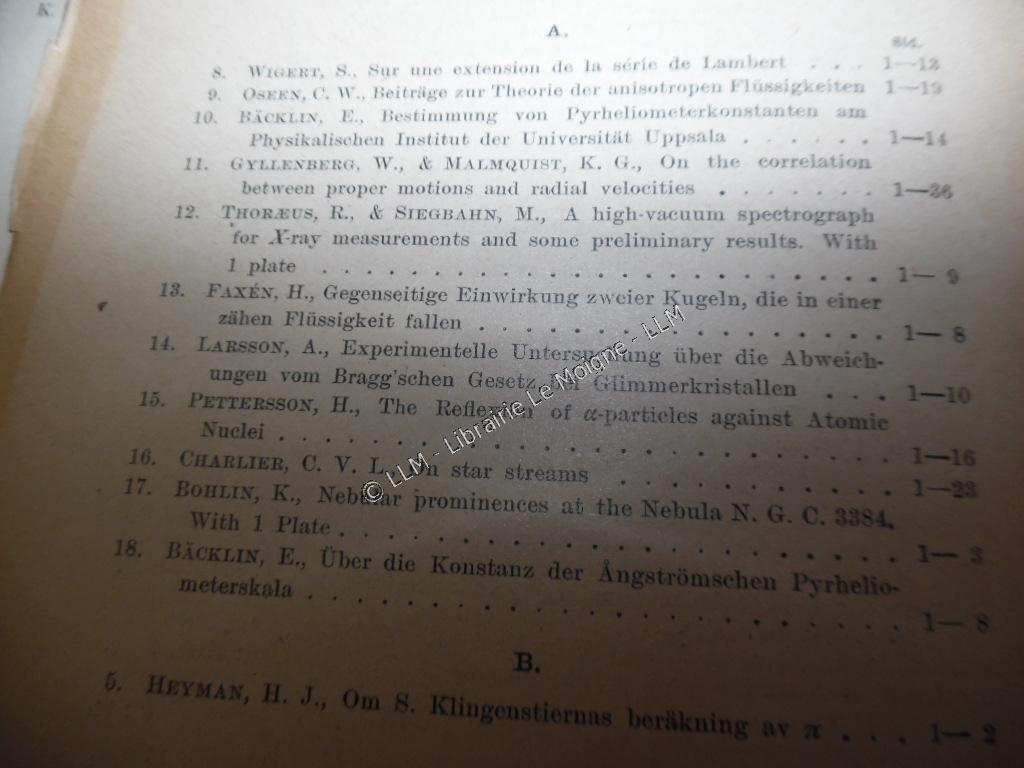 K.
A.
Sid.
8. WIGERT, S., Sur une extension de la série de Lambert . . . 1—12
9. OSEEN, C. W., Beiträge zur Theorie der anisotropen Flüssigkeiten 1—19
10. BÄCKLIN, E., Bestimmung von Pyrheliometerkonstanten am
Physikalischen Institut der Universität Uppsala . . . . . . 1—14
11. GYLLENBERG, W., & MALMQUIST, K. G., On the correlation
between proper motions and radial velocities . . . . . . . 1—36
12. THORÆUS, R., & SIEGBAHN, M., A high-vacuum spectrograph
for X-ray measurements and some preliminary results. With
1 plate . . . . . . . . . . . . . . . . . . . . . . 1— 9
13. FAXÉN, H., Gegenseitige Einwirkung zweier Kugeln, die in einer
zähen Flüssigkeit fallen . . . . . . . . . . . . . . . . 1— 8
14. LARSSON, A., Experimentelle Untersuchung über die Abweich-
ungen vom Bragg'schen Gesetz bei Glimmerkristallen . . . 1—10
15. PETTERSSON, H., The Reflexion of α-particles against Atomic
Nuclei . . . . . . . . . . . . . . . . . . . . . . . 1—16
16. CHARLIER, C. V. L., On star streams . . . . . . . . . . 1—23
17. BOHLIN, K., Nebular prominences at the Nebula N. G. C. 3384.
With 1 Plate . . . . . . . . . . . . . . . . . . . . 1— 3
18. BÄCKLIN, E., Über die Konstanz der Ångströmschen Pyrhelio-
meterskala . . . . . . . . . . . . . . . . . . . . . 1— 8
B.
5. HEYMAN, H. J., Om S. Klingenstiernas beräkning av π . . . 1— 2
© LLM - Librairie Le Moigne - LLM